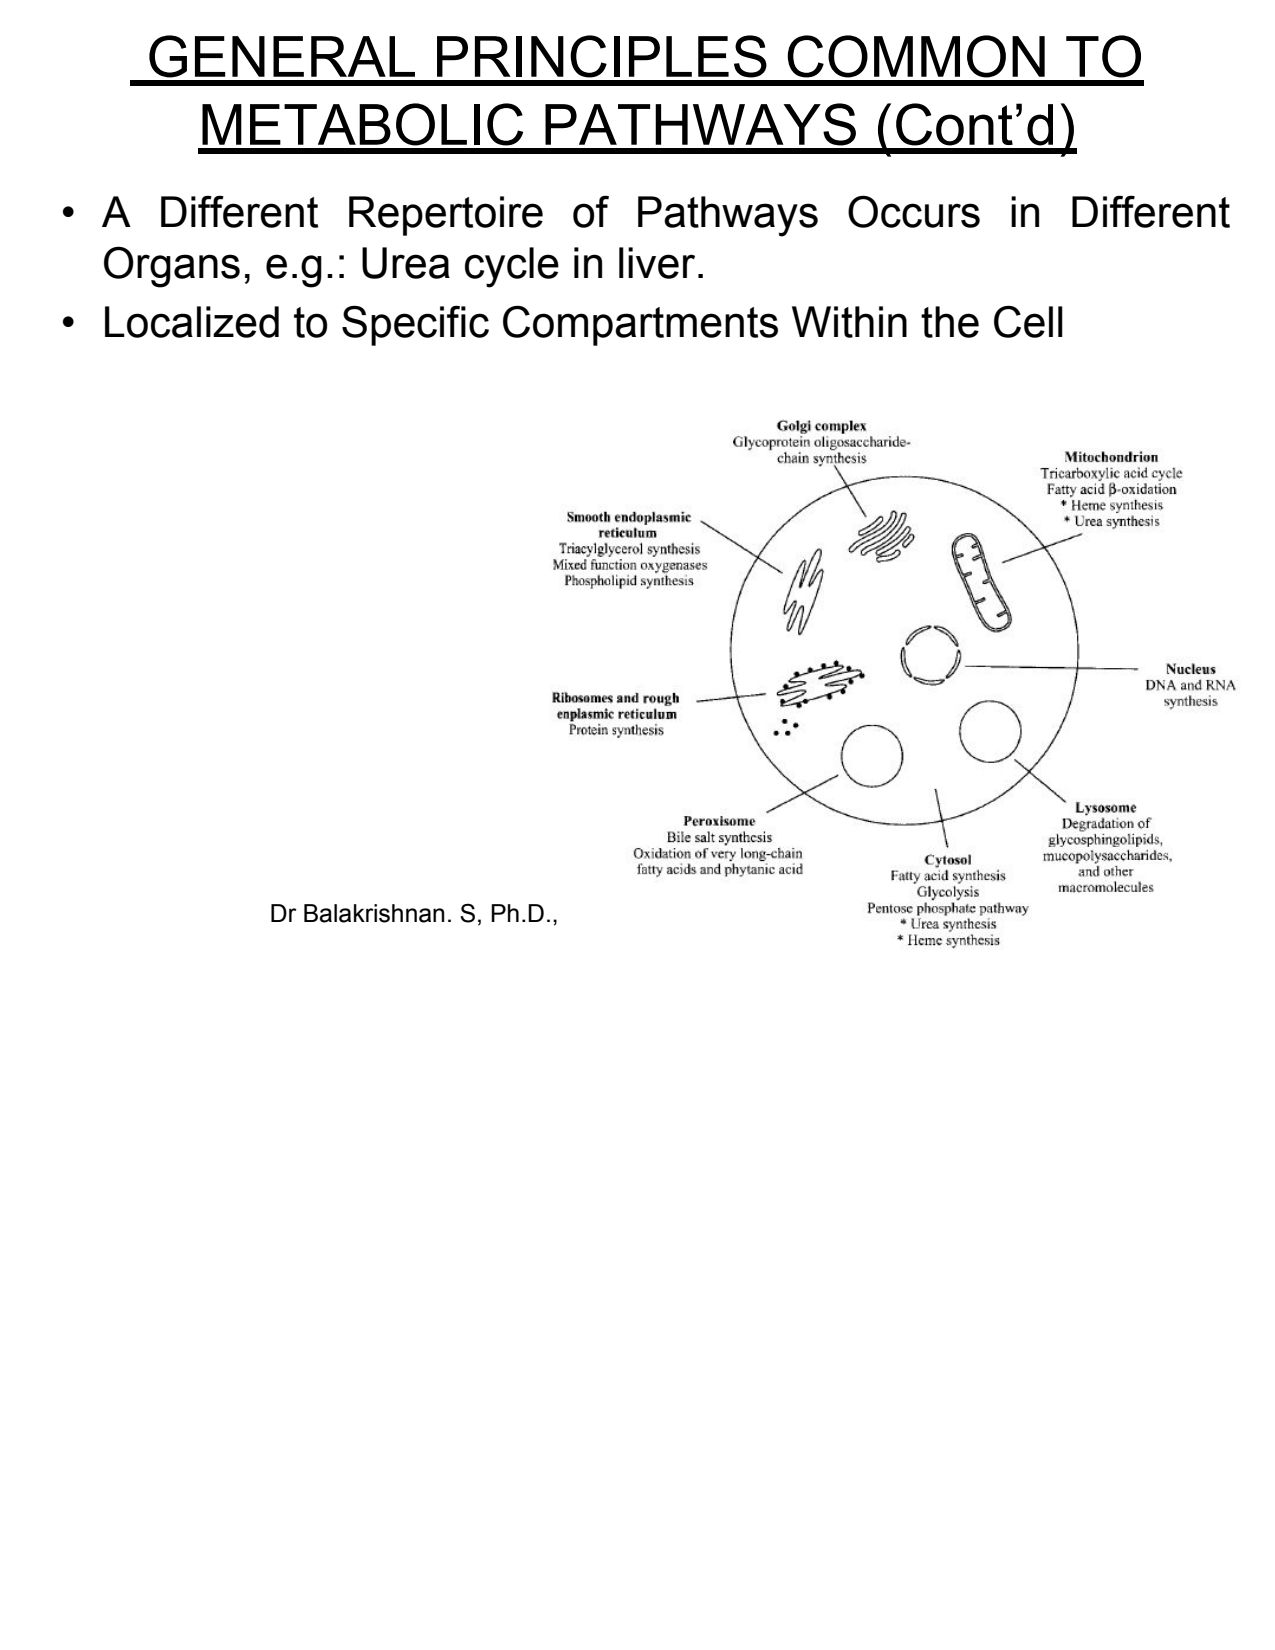 GENERAL PRINCIPLES COMMON TO
METABOLIC PATHWAYS (Cont’d)
• A Different Repertoire of Pathways Occurs in Different
Organs, e.g.: Urea cycle in liver.
• Localized to Specific Compartments Within the Cell
Golgi complex
Glycoprotein oligosaccharide-
chain synthesis
Mitochondrion
Tricarboxylic acid cycle
Fatty acid β-oxidation
* Heme synthesis
* Urea synthesis
Smooth endoplasmic
reticulum
Triacylglycerol synthesis
Mixed function oxygenases
Phospholipid synthesis
Nucleus
DNA and RNA
synthesis
Ribosomes and rough
enplasmic reticulum
Protein synthesis
Lysosome
Degradation of
glycosphingolipids,
mucopolysaccharides,
and other
macromolecules
Peroxisome
Bile salt synthesis
Oxidation of very long-chain
fatty acids and phytanic acid
Cytosol
Fatty acid synthesis
Glycolysis
Pentose phosphate pathway
* Urea synthesis
* Heme synthesis
Dr Balakrishnan. S, Ph.D.,